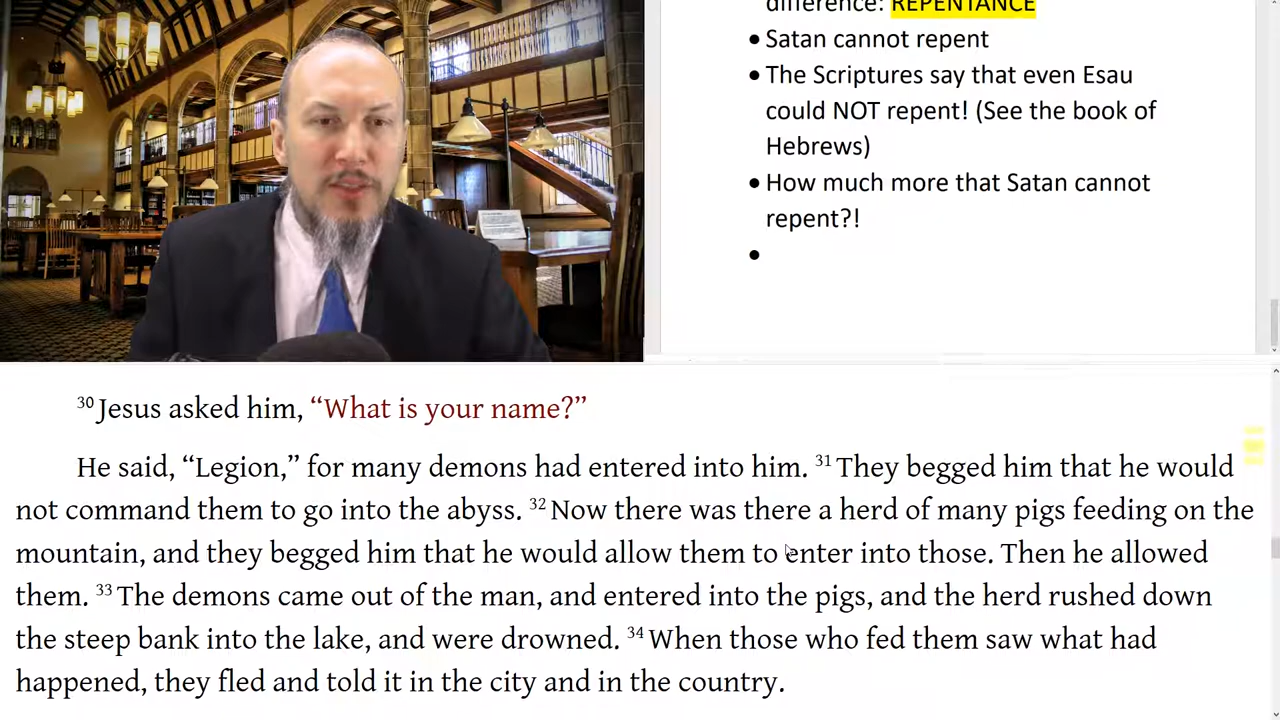 difference: REPENTANCE
• Satan cannot repent
• The Scriptures say that even Esau
could NOT repent! (See the book of
Hebrews)
• How much more that Satan cannot
repent?!
•
30 Jesus asked him, “What is your name?”
He said, “Legion,” for many demons had entered into him. 31 They begged him that he would
not command them to go into the abyss. 32 Now there was there a herd of many pigs feeding on the
mountain, and they begged him that he would allow them to enter into those. Then he allowed
them. 33 The demons came out of the man, and entered into the pigs, and the herd rushed down
the steep bank into the lake, and were drowned. 34 When those who fed them saw what had
happened, they fled and told it in the city and in the country.